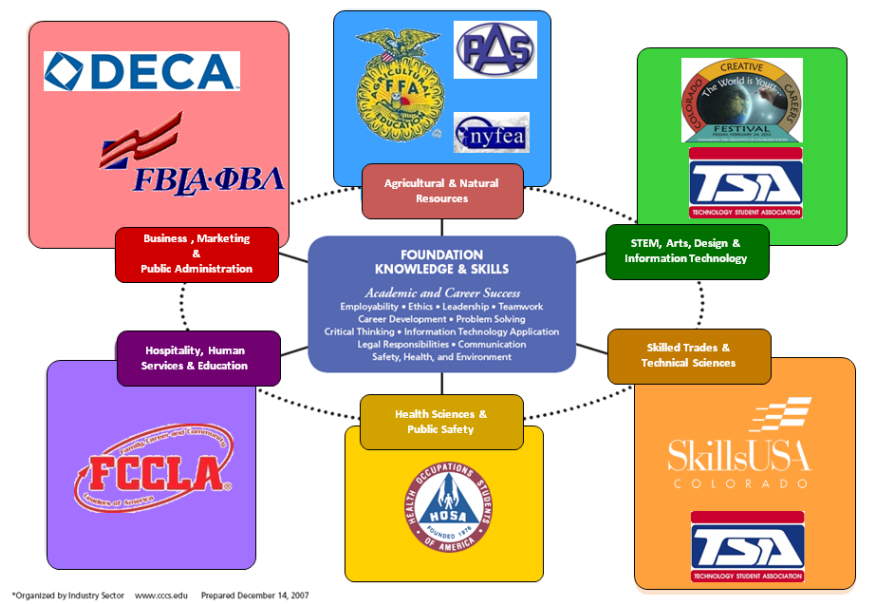 DECA
FBLA·ΦΒΛ
AGRICULTURAL
FFA
EDUCATION
PAS
nyfea
COLORADO CREATIVE CAREERS
The World is Yours...
FESTIVAL
TSA
TECHNOLOGY STUDENT ASSOCIATION
Agricultural & Natural
Resources
Business , Marketing
&
Public Administration
STEM, Arts, Design &
Information Technology
FOUNDATION
KNOWLEDGE & SKILLS
Academic and Career Success
Employability • Ethics • Leadership • Teamwork
Career Development • Problem Solving
Critical Thinking • Information Technology Application
Legal Responsibilities • Communication
Safety, Health, and Environment
Hospitality, Human
Services & Education
Skilled Trades &
Technical Sciences
Health Sciences &
Public Safety
Family, Career and Community
FCCLA
Leaders of America
HEALTH OCCUPATIONS STUDENTS
HOSA
FOUNDED 1976
OF AMERICA
SkillsUSA
COLORADO
TSA
TECHNOLOGY STUDENT ASSOCIATION
*Organized by Industry Sector www.cccs.edu Prepared December 14, 2007